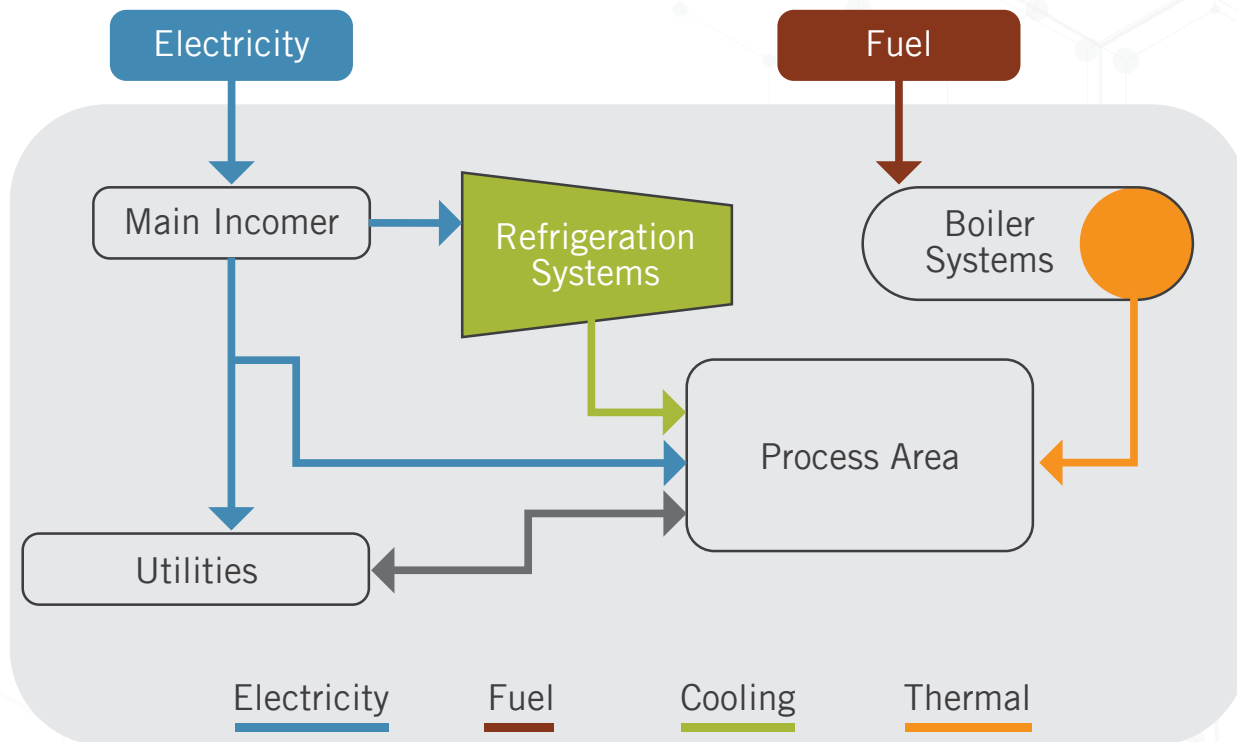 Electricity
Fuel
Main Incomer
Refrigeration
Systems
Boiler
Systems
Process Area
Utilities
Electricity
Fuel
Cooling
Thermal